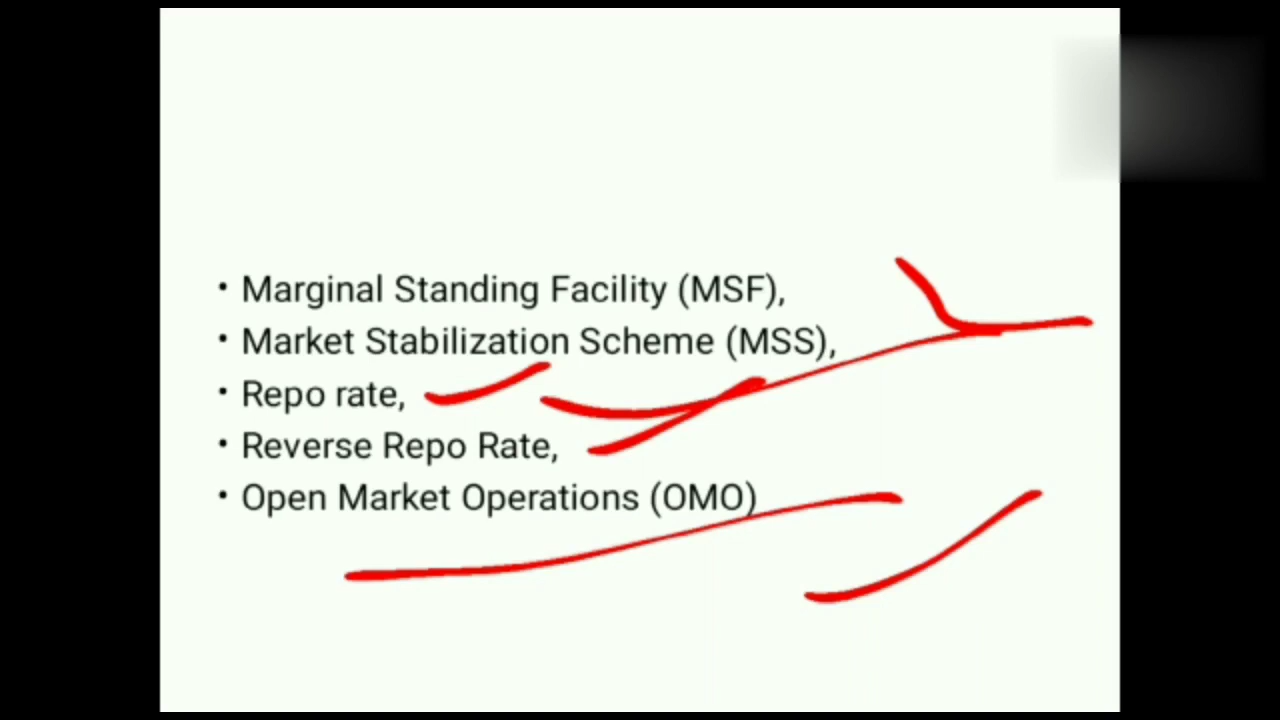 • Marginal Standing Facility (MSF),
• Market Stabilization Scheme (MSS),
• Repo rate,
• Reverse Repo Rate,
• Open Market Operations (OMO)